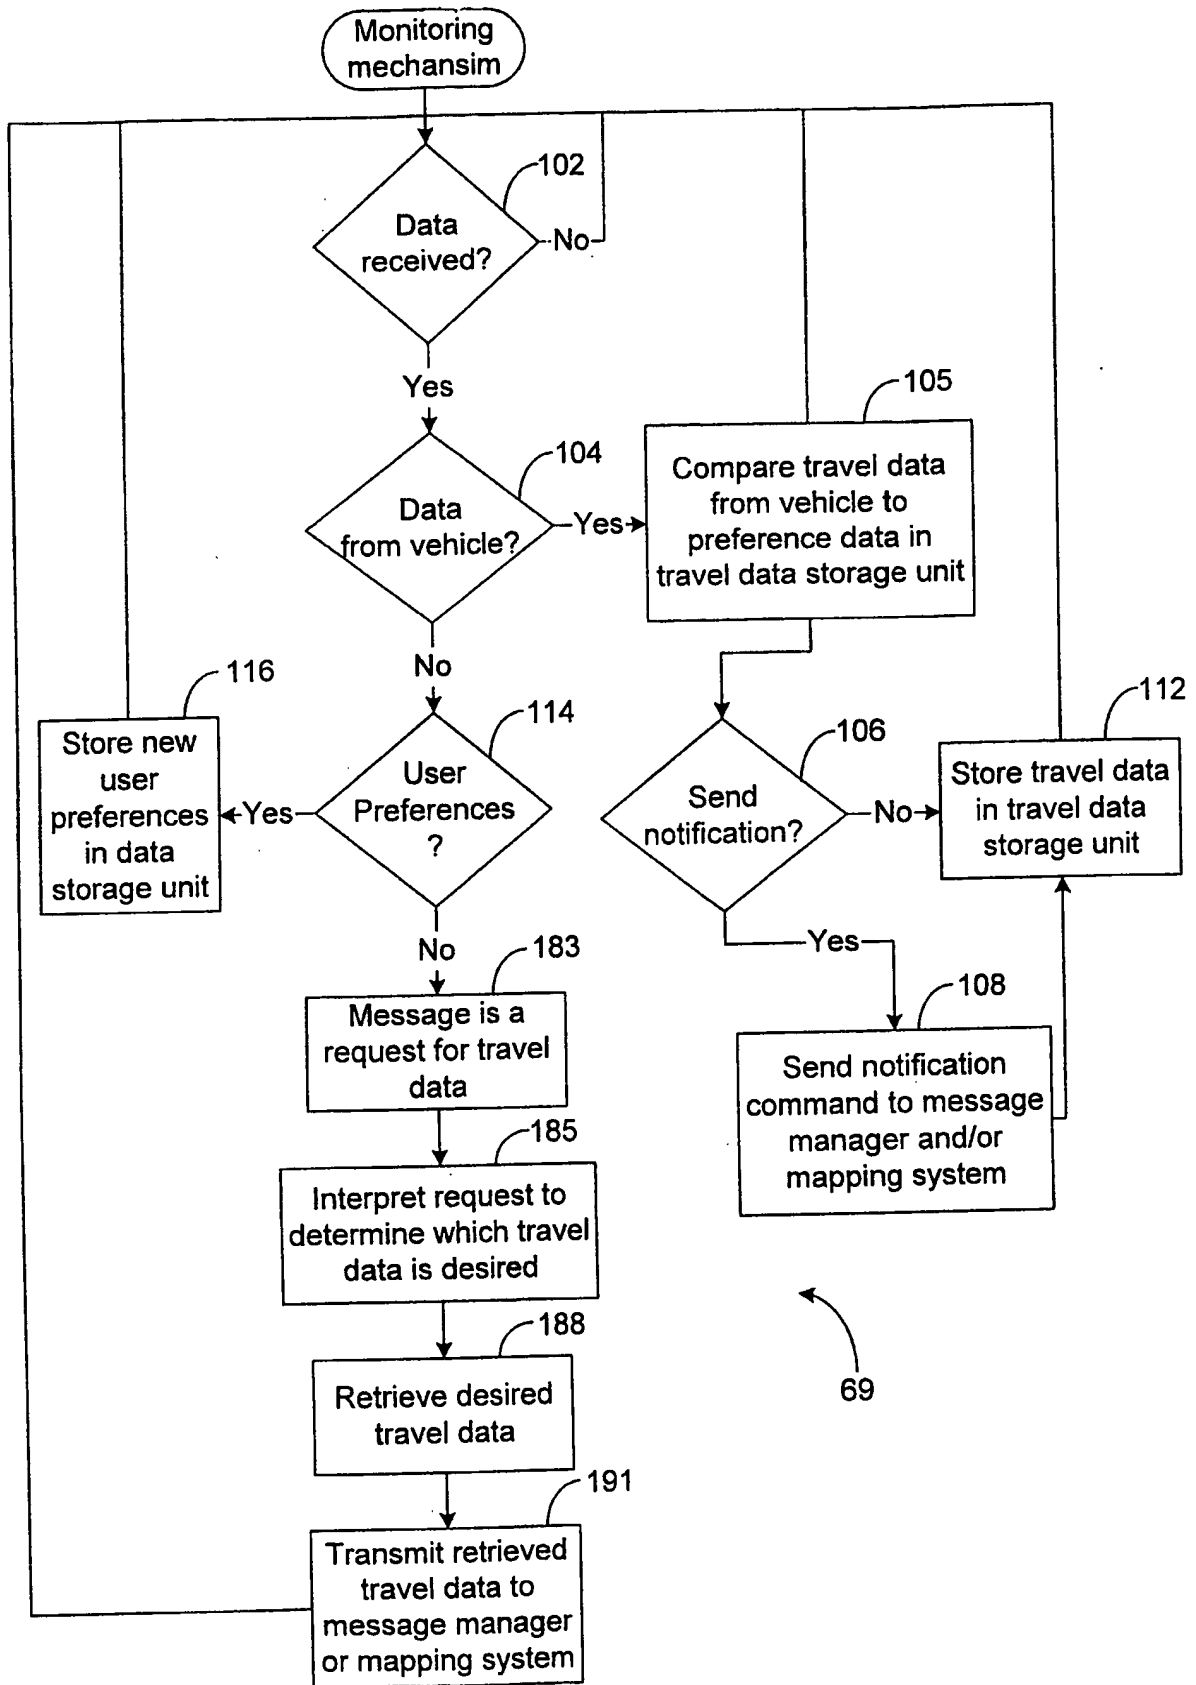 Monitoring
mechansim
102
Data
received?
No
Yes
105
104
Compare travel data
from vehicle to
preference data in
travel data storage unit
Data
from vehicle?
Yes
No
116
114
112
106
Store new
user
preferences
in data
storage unit
Yes
User
Preferences
?
Send
notification?
No
Store travel data
in travel data
storage unit
No
Yes
183
Message is a
request for travel
data
108
Send notification
command to message
manager and/or
mapping system
185
Interpret request to
determine which travel
data is desired
188
Retrieve desired
travel data
69
191
Transmit retrieved
travel data to
message manager
or mapping system